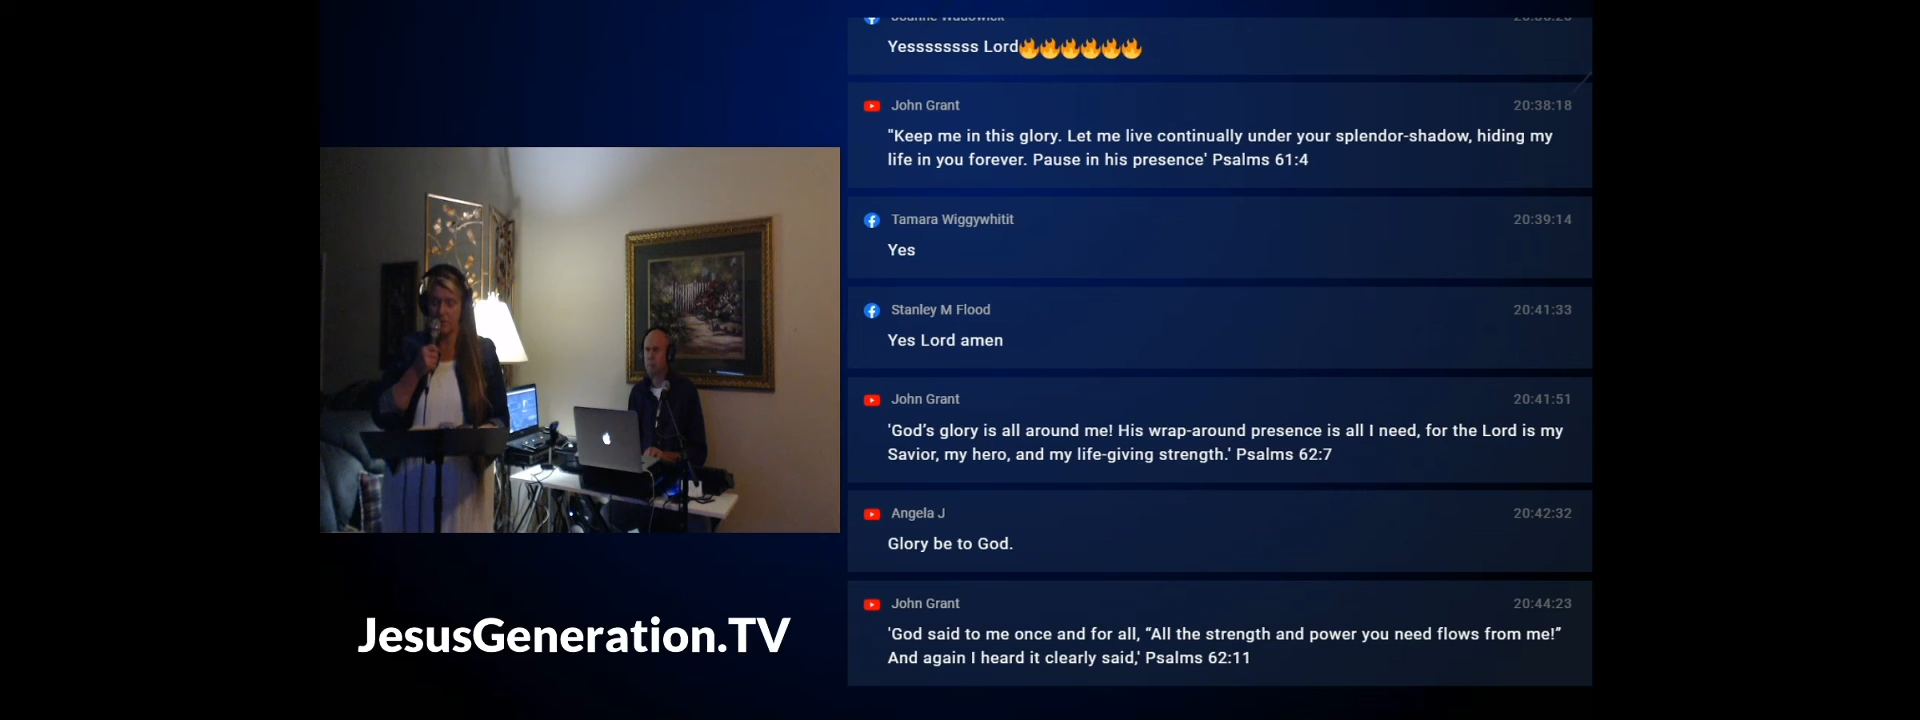 Yessssssss Lord🔥🔥🔥🔥🔥🔥
John Grant 20:38:18
"Keep me in this glory. Let me live continually under your splendor-shadow, hiding my
life in you forever. Pause in his presence' Psalms 61:4
Tamara Wiggywhitit 20:39:14
Yes
Stanley M Flood 20:41:33
Yes Lord amen
John Grant 20:41:51
'God’s glory is all around me! His wrap-around presence is all I need, for the Lord is my
Savior, my hero, and my life-giving strength.' Psalms 62:7
Angela J 20:42:32
Glory be to God.
John Grant 20:44:23
'God said to me once and for all, “All the strength and power you need flows from me!”
And again I heard it clearly said,' Psalms 62:11
JesusGeneration.TV